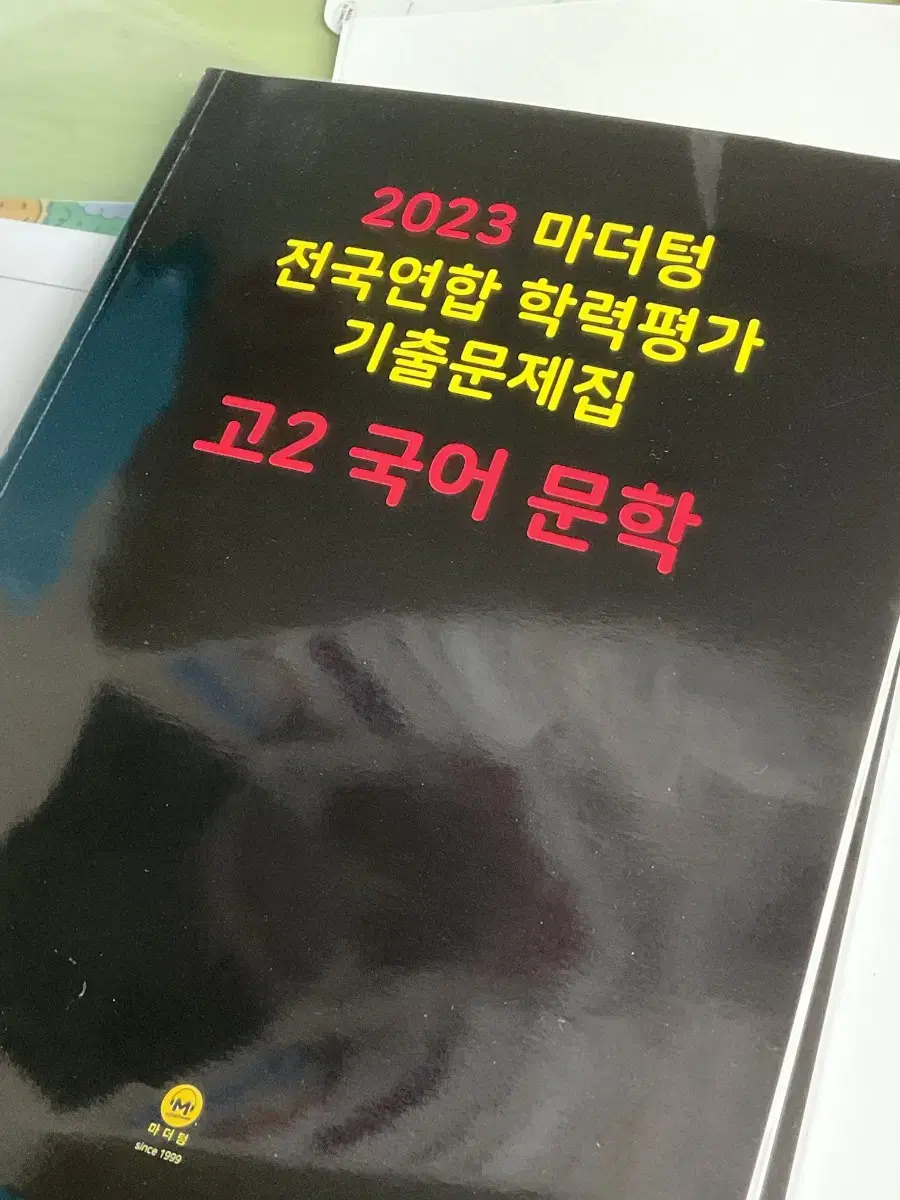 2023 마더텅
전국연합 학력평가
기출문제집
고2 국어 문학
M
마더텅
since 1999